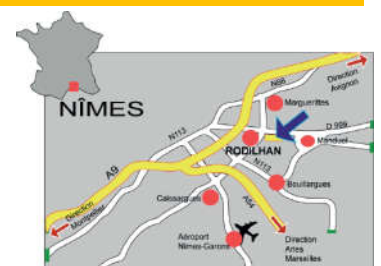 NÎMES
Direction
Avignon
N86
Marguerittes
N113
D 999
RODILHAN
Manduel
A9
N113
Bouillargues
Caissargues
A54
Direction
Montpellier
Aéroport
Nîmes-Garons
Direction
Arles
Marseilles